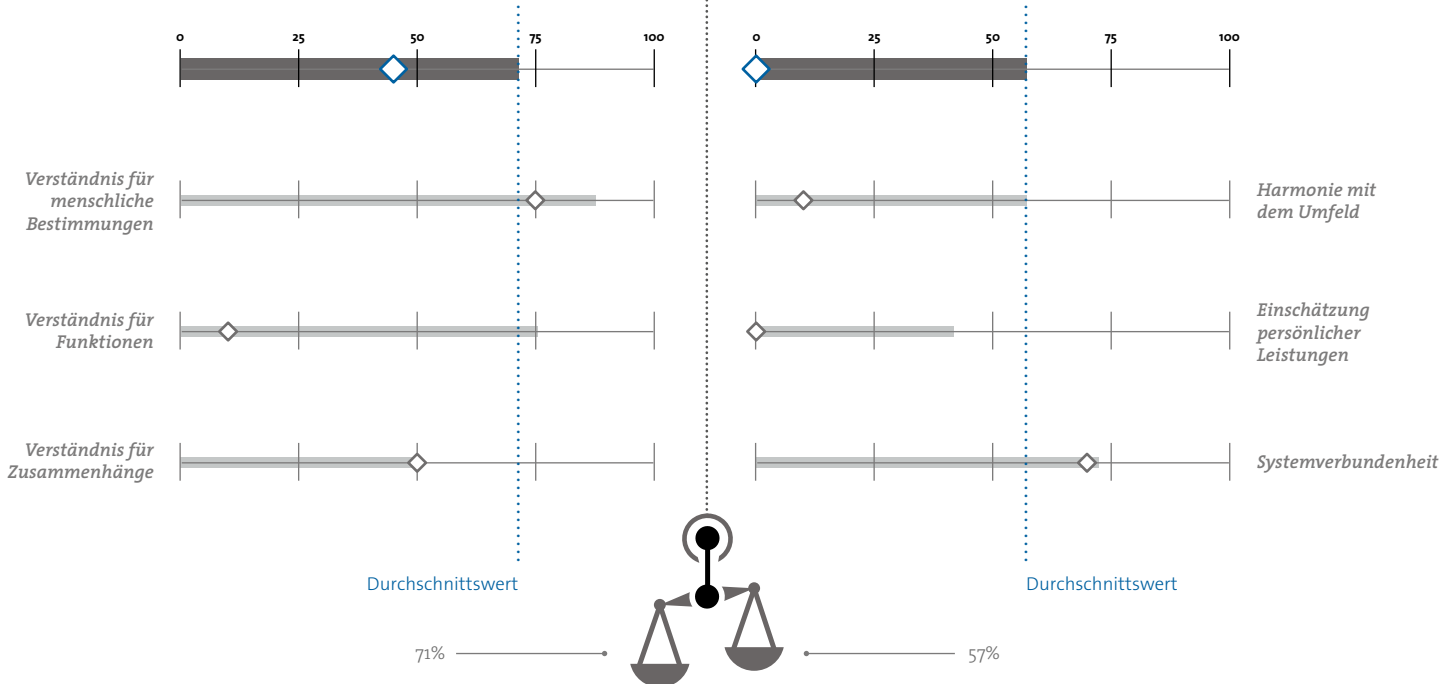 0 25 50 75 100
0 25 50 75 100
Verständnis für
menschliche
Bestimmungen
Harmonie mit
dem Umfeld
Verständnis für
Funktionen
Einschätzung
persönlicher
Leistungen
Verständnis für
Zusammenhänge
Systemverbundenheit
Durchschnittswert
Durchschnittswert
71%
57%